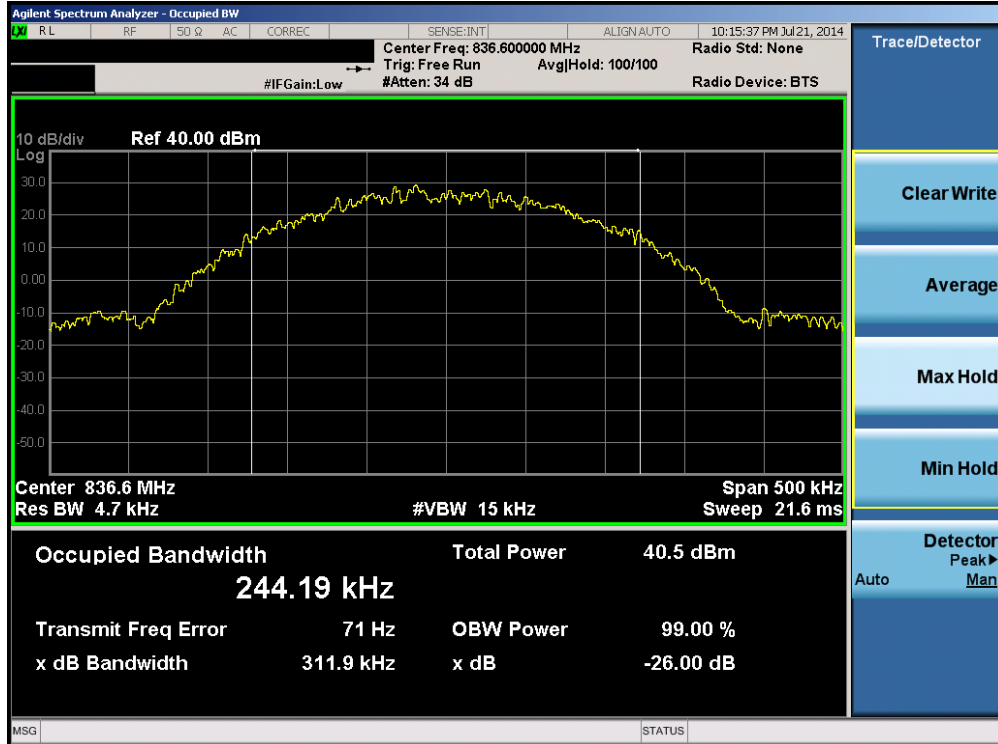 Agilent Spectrum Analyzer - Occupied BW
LXI RL RF 50 Ω AC CORREC SENSE:INT ALIGN AUTO 10:15:37 PM Jul 21, 2014
Center Freq: 836.600000 MHz Radio Std: None
Trig: Free Run Avg|Hold: 100/100
#IFGain:Low #Atten: 34 dB Radio Device: BTS
Trace/Detector
10 dB/div Ref 40.00 dBm
Log
30.0
20.0
10.0
0.00
-10.0
-20.0
-30.0
-40.0
-50.0
Center 836.6 MHz Span 500 kHz
Res BW 4.7 kHz #VBW 15 kHz Sweep 21.6 ms
Occupied Bandwidth Total Power 40.5 dBm
244.19 kHz
Transmit Freq Error 71 Hz OBW Power 99.00 %
x dB Bandwidth 311.9 kHz x dB -26.00 dB
Clear Write
Average
Max Hold
Min Hold
Detector
Peak▶
Auto Man
MSG STATUS